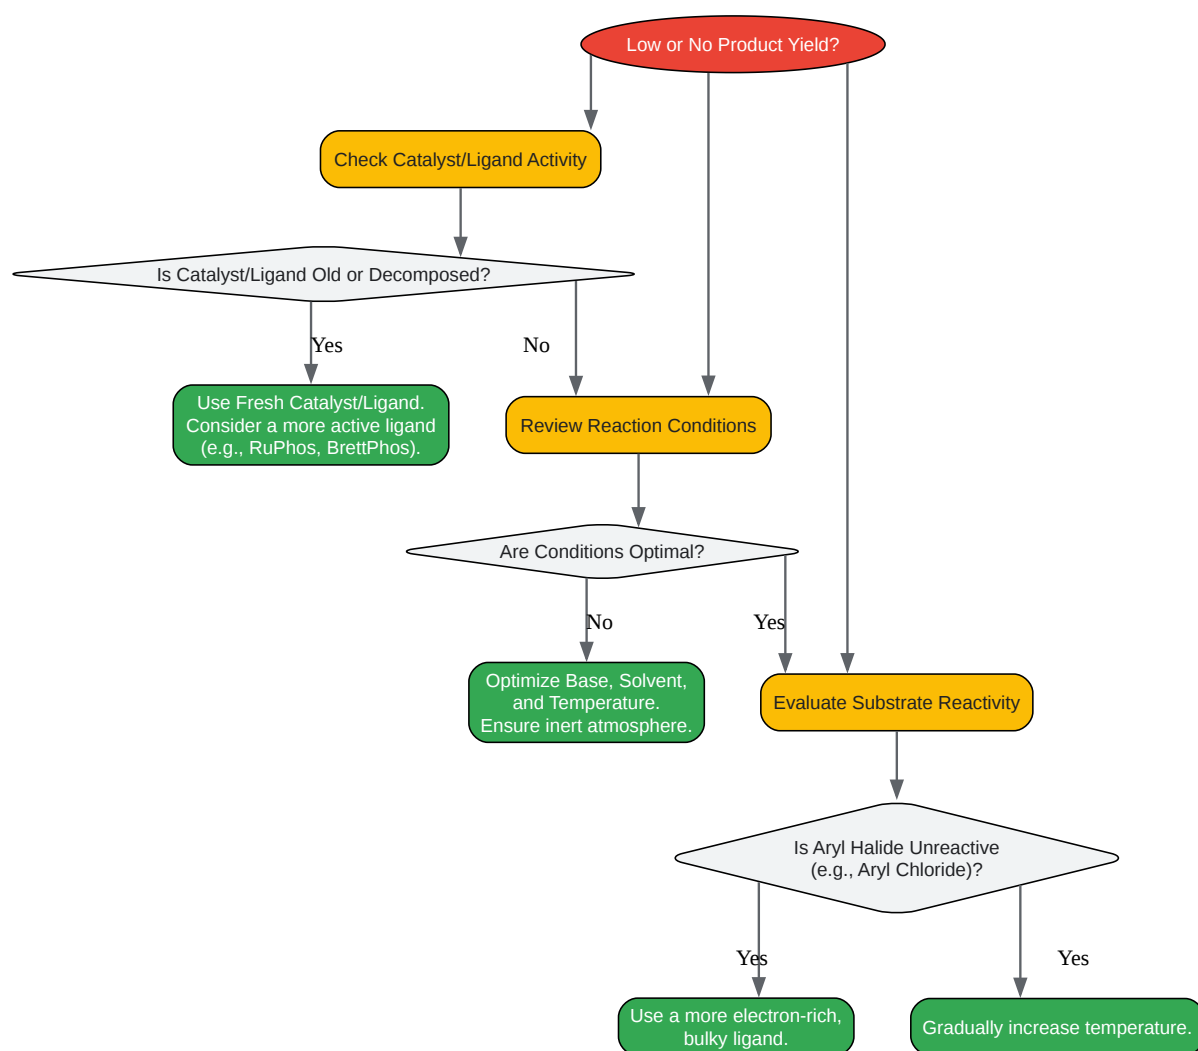 Low or No Product Yield?
Check Catalyst/Ligand Activity
Is Catalyst/Ligand Old or Decomposed?
Yes
No
Use Fresh Catalyst/Ligand.
Consider a more active ligand
(e.g., RuPhos, BrettPhos).
Review Reaction Conditions
Are Conditions Optimal?
No
Yes
Optimize Base, Solvent,
and Temperature.
Ensure inert atmosphere.
Evaluate Substrate Reactivity
Is Aryl Halide Unreactive
(e.g., Aryl Chloride)?
Yes
Yes
Use a more electron-rich,
bulky ligand.
Gradually increase temperature.